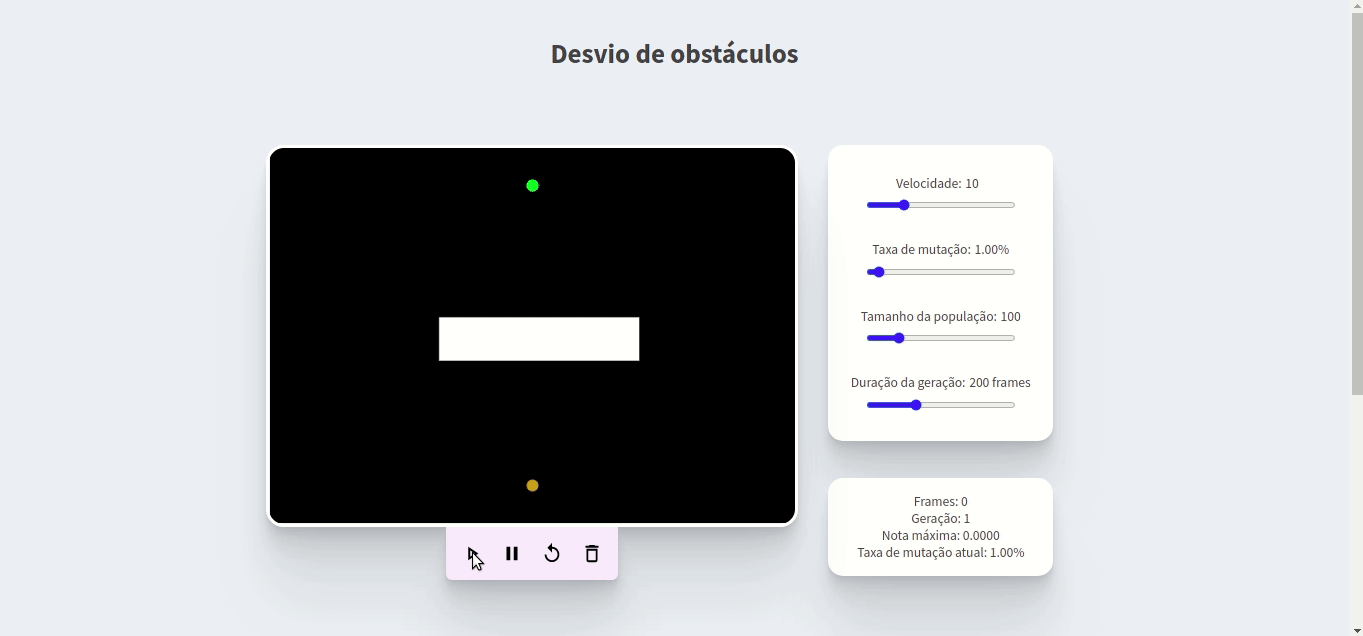 Desvio de obstáculos
Velocidade: 10
Taxa de mutação: 1.00%
Tamanho da população: 100
Duração da geração: 200 frames
Frames: 0
Geração: 1
Nota máxima: 0.0000
Taxa de mutação atual: 1.00%